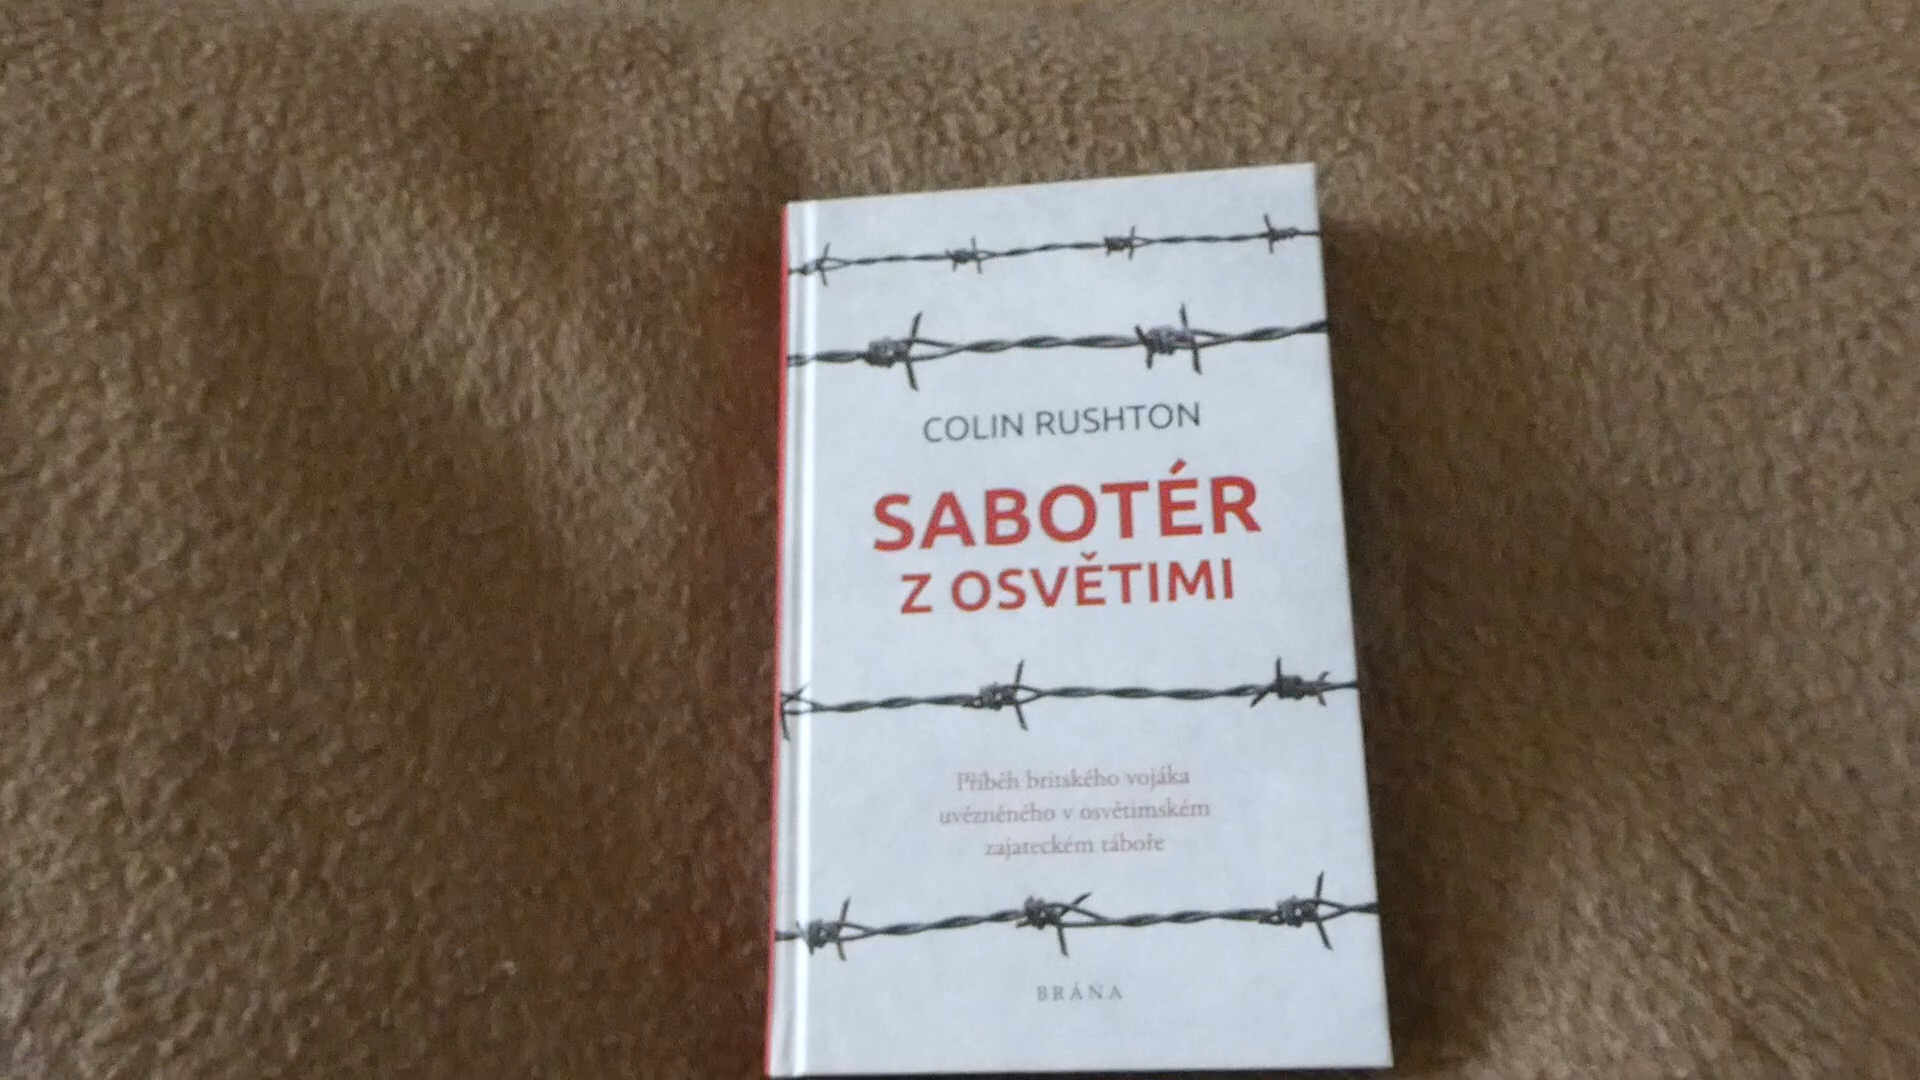 COLIN RUSHTON
SABOTÉR
Z OSVĚTIMI
Příběh britského vojáka
uvězněného v osvětimském
zajateckém táboře
BRÁNA